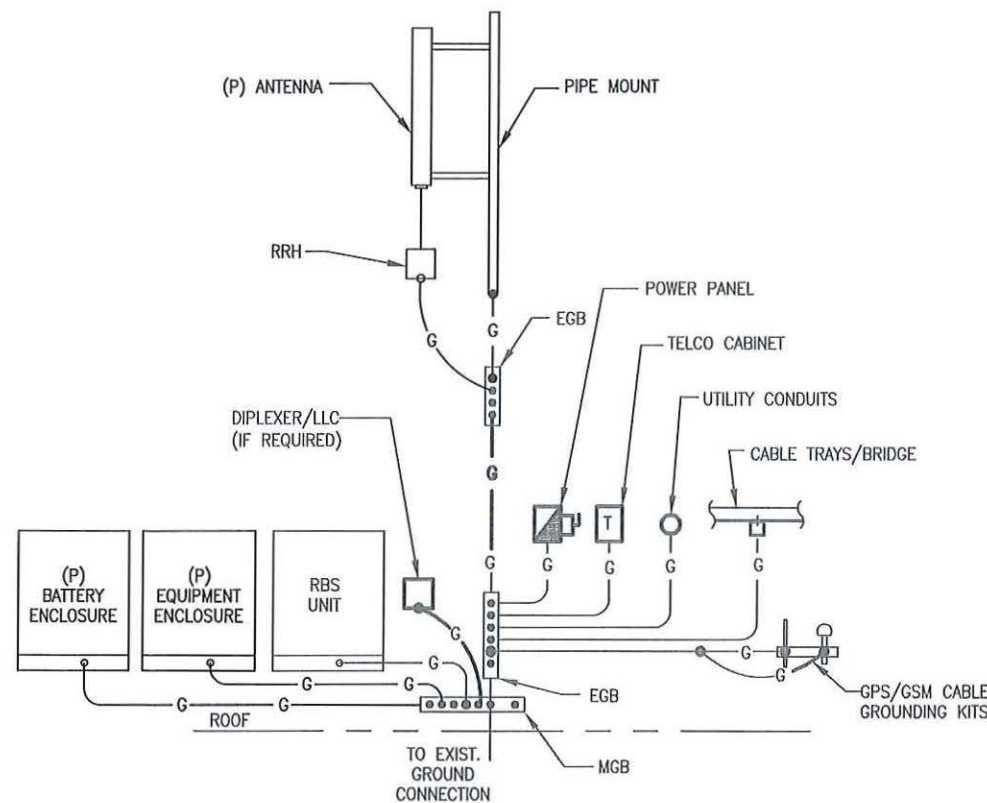 (P) ANTENNA
PIPE MOUNT
RRH
POWER PANEL
G
EGB
G
TELCO CABINET
UTILITY CONDUITS
DIPLEXER/LLC
(IF REQUIRED)
CABLE TRAYS/BRIDGE
G
T
G
G
G
G
G
(P)
BATTERY
ENCLOSURE
(P)
EQUIPMENT
ENCLOSURE
RBS
UNIT
G
G
G
G
G
G
EGB
GPS/GSM CABLE
GROUNDING KITS
G
G
G
ROOF
TO EXIST.
GROUND
CONNECTION
MGB